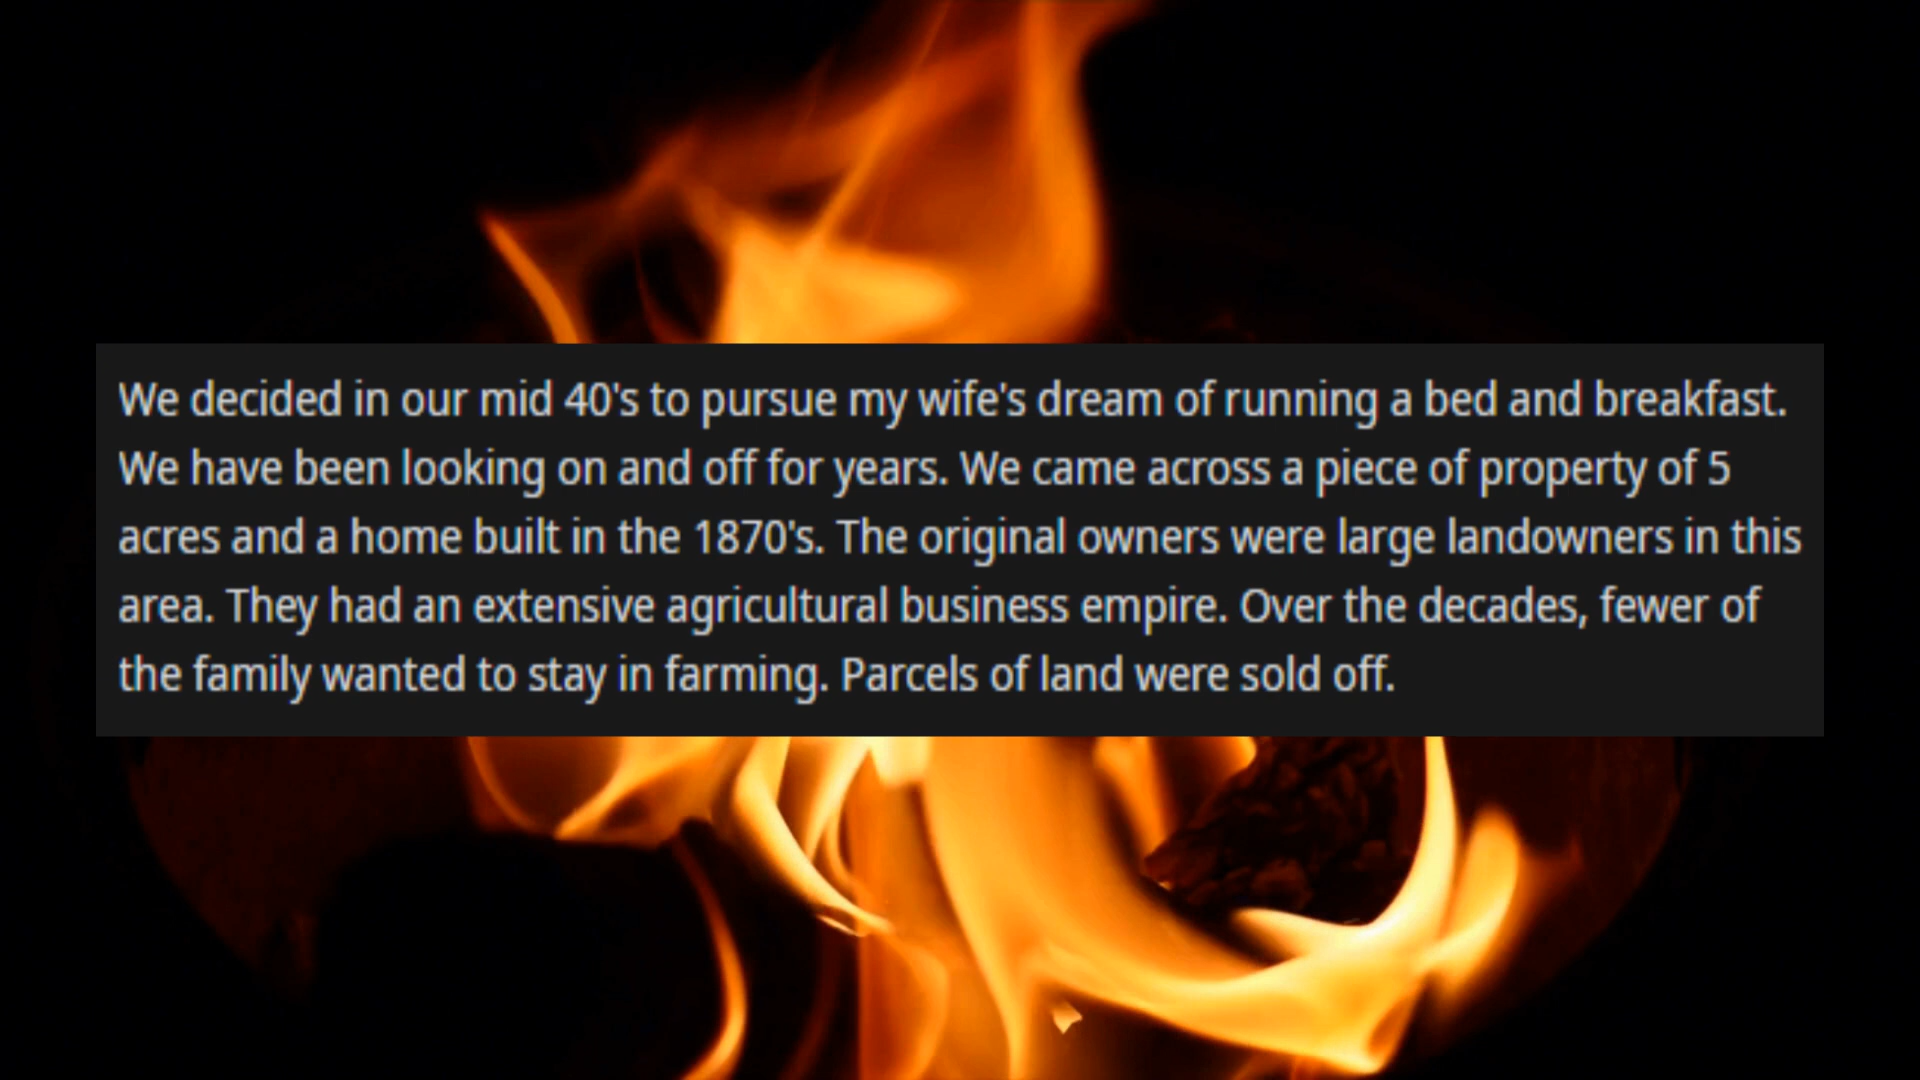 We decided in our mid 40's to pursue my wife's dream of running a bed and breakfast.
We have been looking on and off for years. We came across a piece of property of 5
acres and a home built in the 1870's. The original owners were large landowners in this
area. They had an extensive agricultural business empire. Over the decades, fewer of
the family wanted to stay in farming. Parcels of land were sold off.